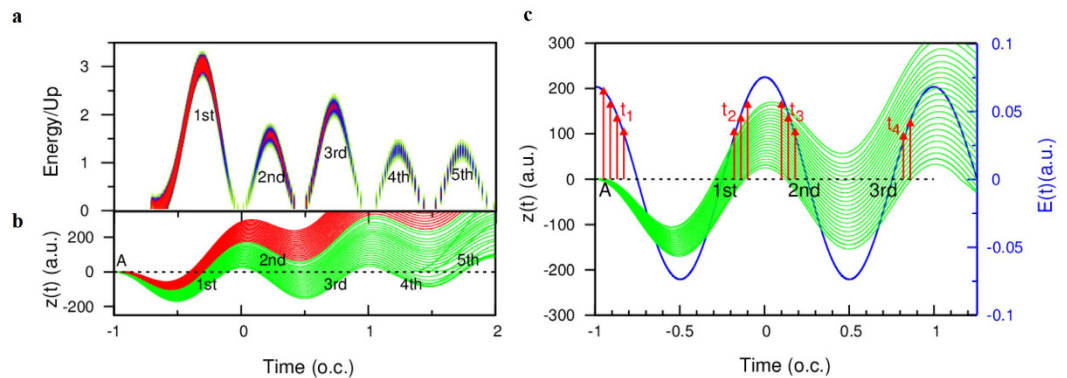 a
Energy/Up
3
2
1
0
1st
2nd
3rd
4th
5th
b
z(t) (a.u.)
200
0
-200
A
1st
2nd
3rd
4th
5th
-1 0 1 2
Time (o.c.)
c
z(t)(a.u.)
300
200
100
0
-100
-200
-300
t1
t2
t3
t4
A
1st
2nd
3rd
0.1
0.05
0
-0.05
-0.1
E(t)(a.u.)
-1 -0.5 0 0.5 1
Time (o.c.)